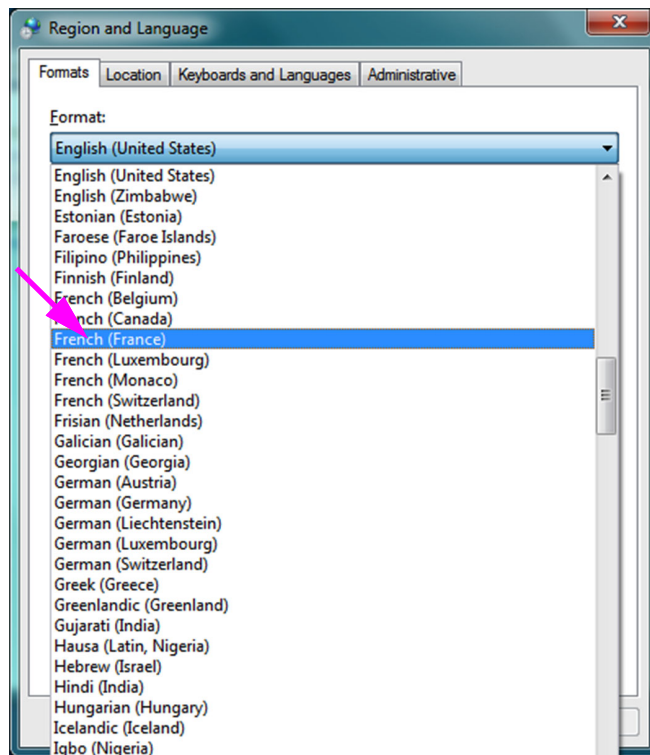 Region and Language
Formats Location Keyboards and Languages Administrative
Format:
English (United States)
English (United States)
English (Zimbabwe)
Estonian (Estonia)
Faroese (Faroe Islands)
Filipino (Philippines)
Finnish (Finland)
French (Belgium)
French (Canada)
French (France)
French (Luxembourg)
French (Monaco)
French (Switzerland)
Frisian (Netherlands)
Galician (Galician)
Georgian (Georgia)
German (Austria)
German (Germany)
German (Liechtenstein)
German (Luxembourg)
German (Switzerland)
Greek (Greece)
Greenlandic (Greenland)
Gujarati (India)
Hausa (Latin, Nigeria)
Hebrew (Israel)
Hindi (India)
Hungarian (Hungary)
Icelandic (Iceland)
Igbo (Nigeria)